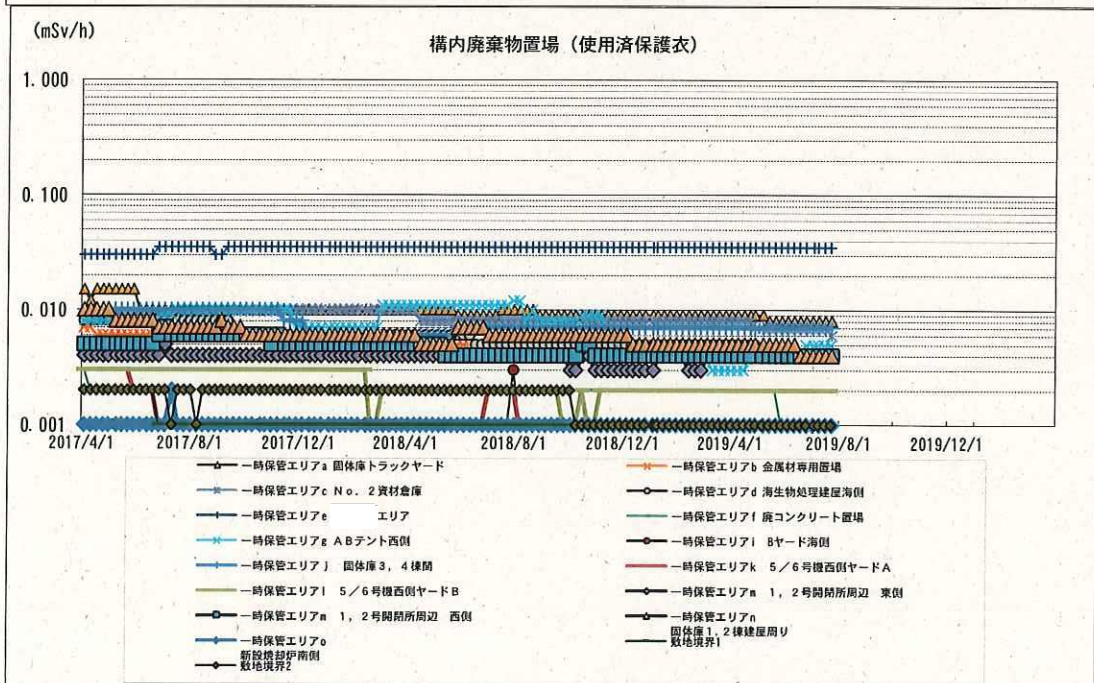 (mSv/h)
構内廃棄物置場（使用済保護衣）
1.000
0.100
0.010
0.001
2017/4/1 2017/8/1 2017/12/1 2018/4/1 2018/8/1 2018/12/1 2019/4/1 2019/8/1 2019/12/1
一時保管エリアa 固体庫トラックヤード
一時保管エリアb 金属材専用置場
一時保管エリアc No．2資材倉庫
一時保管エリアd 海生物処理建屋海側
一時保管エリアe エリア
一時保管エリアf 廃コンクリート置場
一時保管エリアg ABテント西側
一時保管エリアi Bヤード海側
一時保管エリアj 固体庫3，4棟間
一時保管エリアk 5／6号機西側ヤードA
一時保管エリアl 5／6号機西側ヤードB
一時保管エリアm 1，2号開閉所周辺 東側
一時保管エリアm 1，2号開閉所周辺 西側
一時保管エリアn
固体庫1，2棟建屋周り
一時保管エリアo
敷地境界1
新設焼却炉南側
敷地境界2